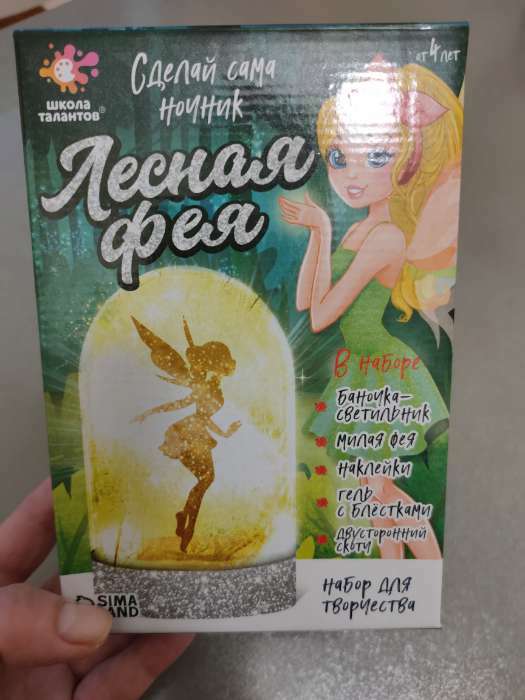 ШКОЛА
ТАЛАНТОВ®
Сделай сама
ночник
от 4 лет
Лесная
фея
В наборе
Баночка-
светильник
милая фея
наклейки
гель
с блёстками
двусторонний
скотч
SIMA
LAND
Набор для
творчества